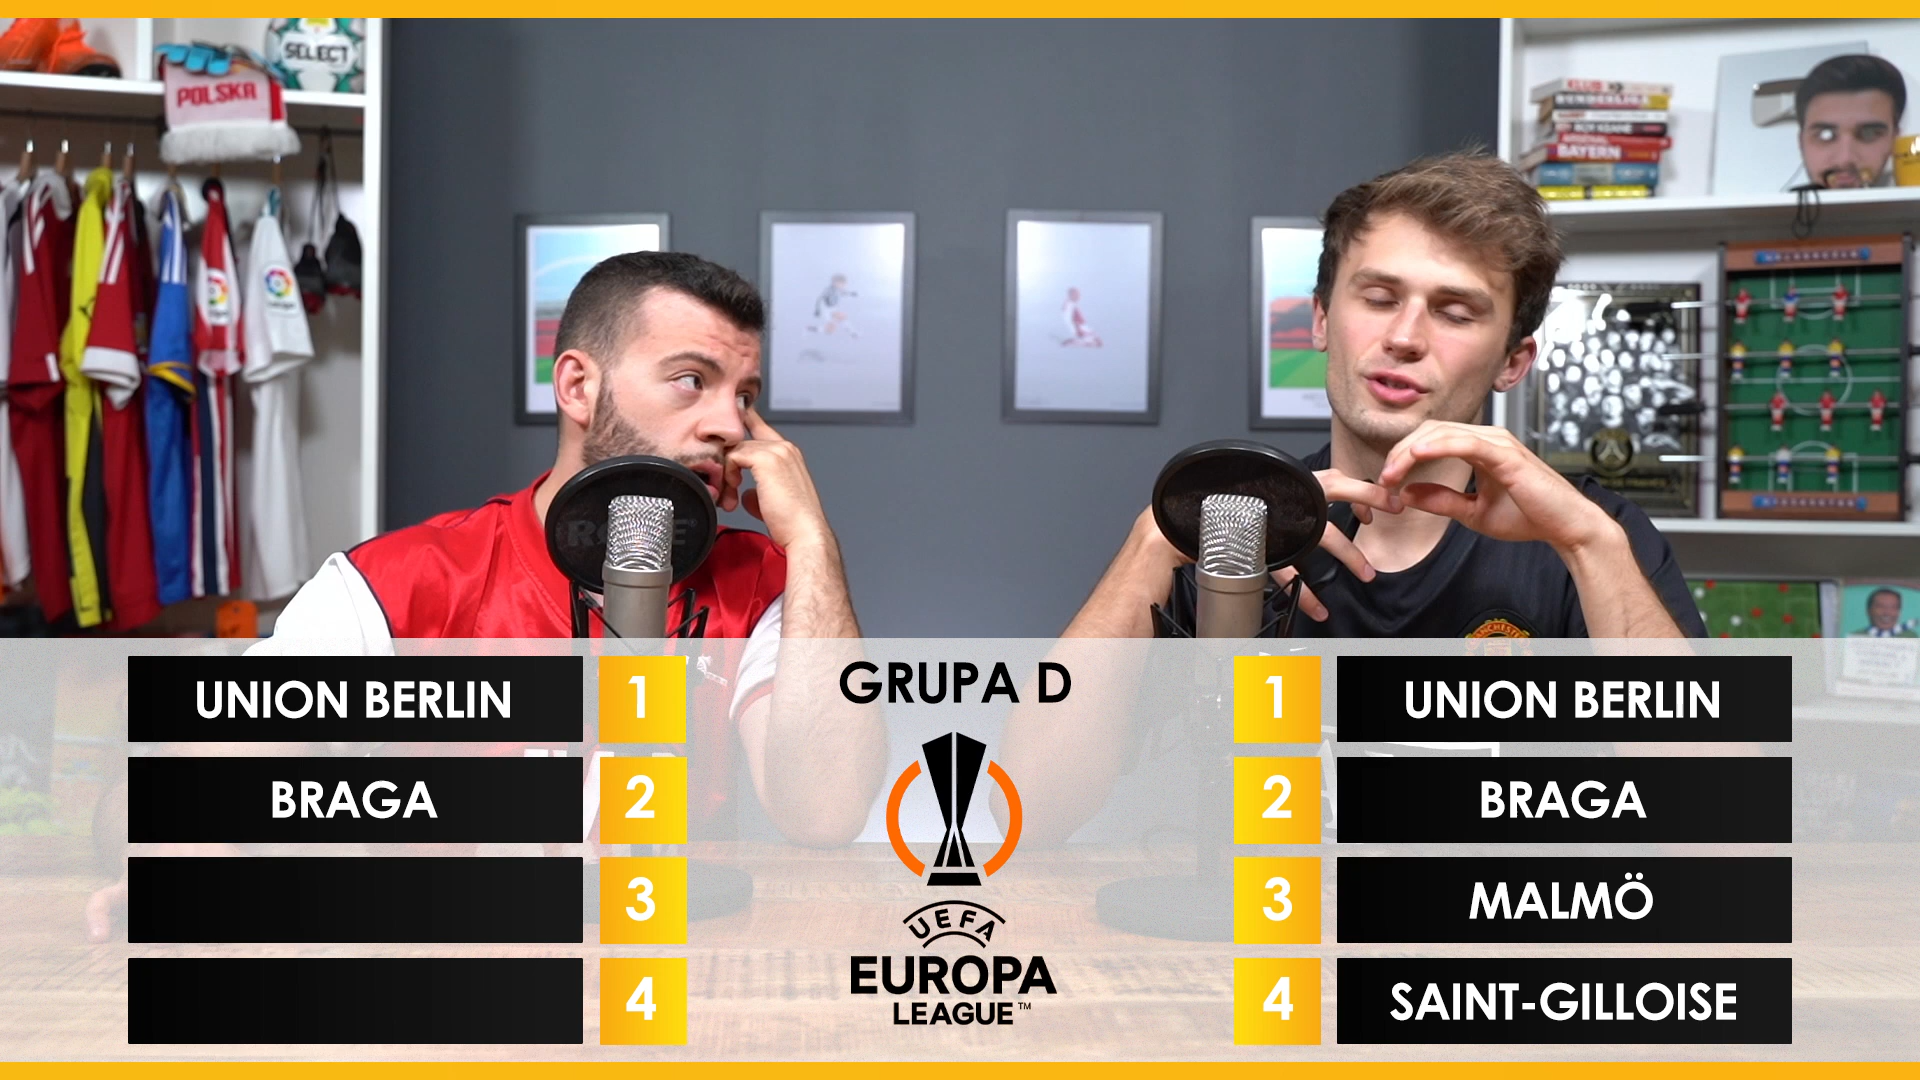 SELECT
POLSKA
BAYERN
GRUPA D
UNION BERLIN 1
BRAGA 2
3
4
1 UNION BERLIN
2 BRAGA
3 MALMÖ
4 SAINT-GILLOISE
UEFA
EUROPA
LEAGUE™